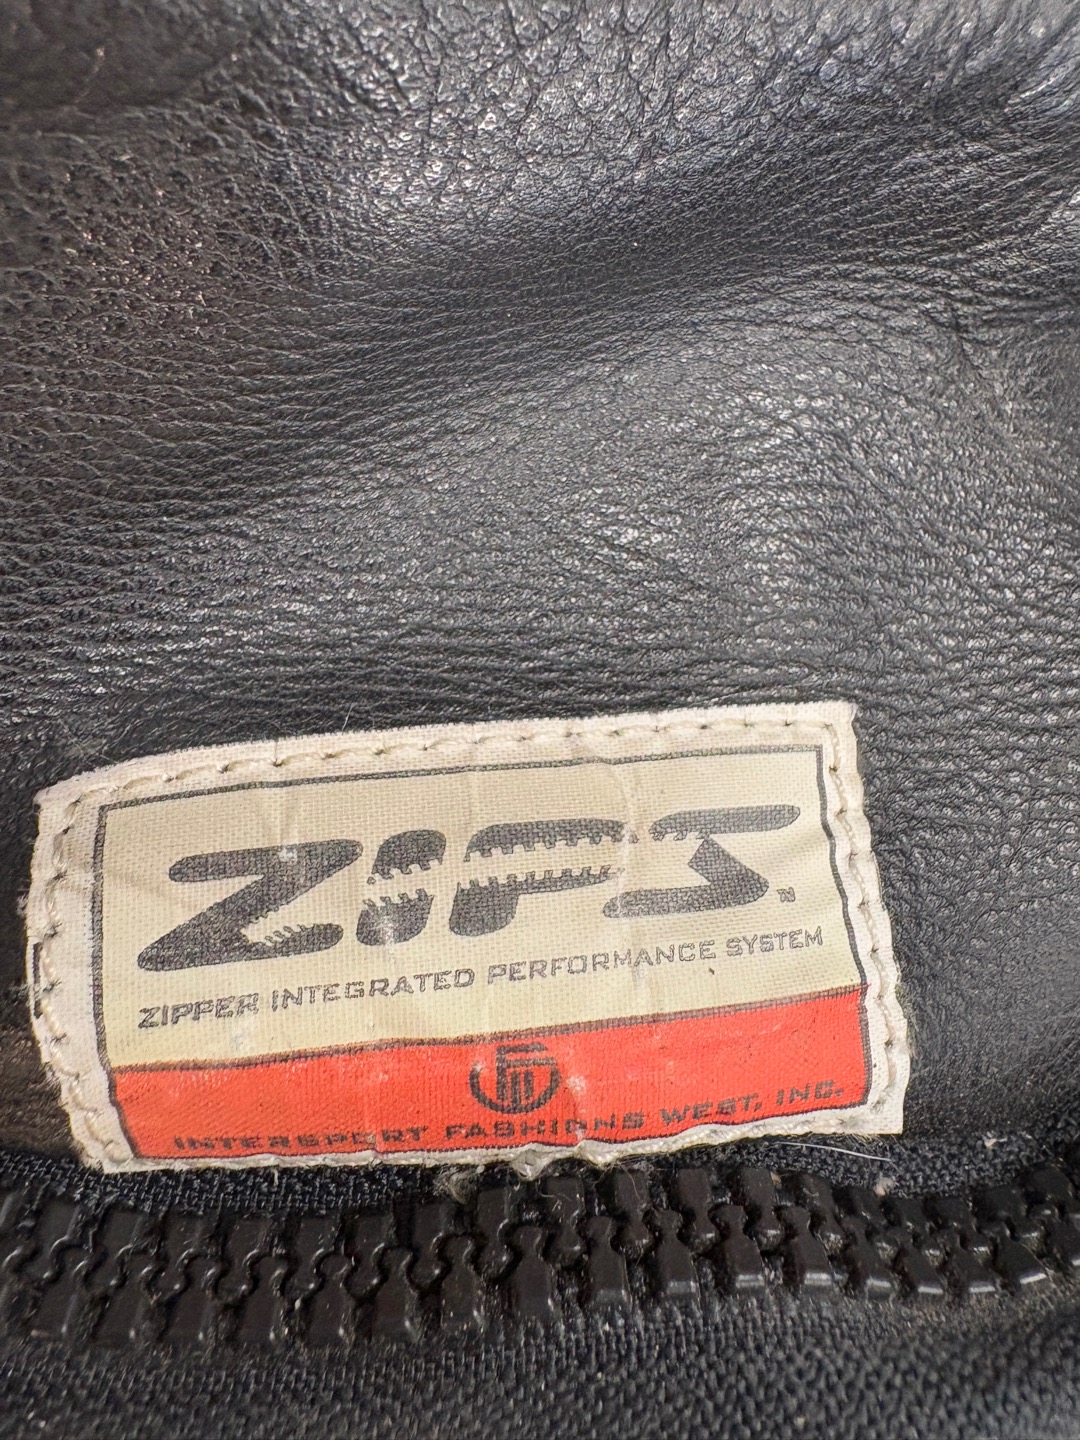 ZIPS
ZIPPER INTEGRATED PERFORMANCE SYSTEM
INTERSPORT FASHIONS WEST, INC.